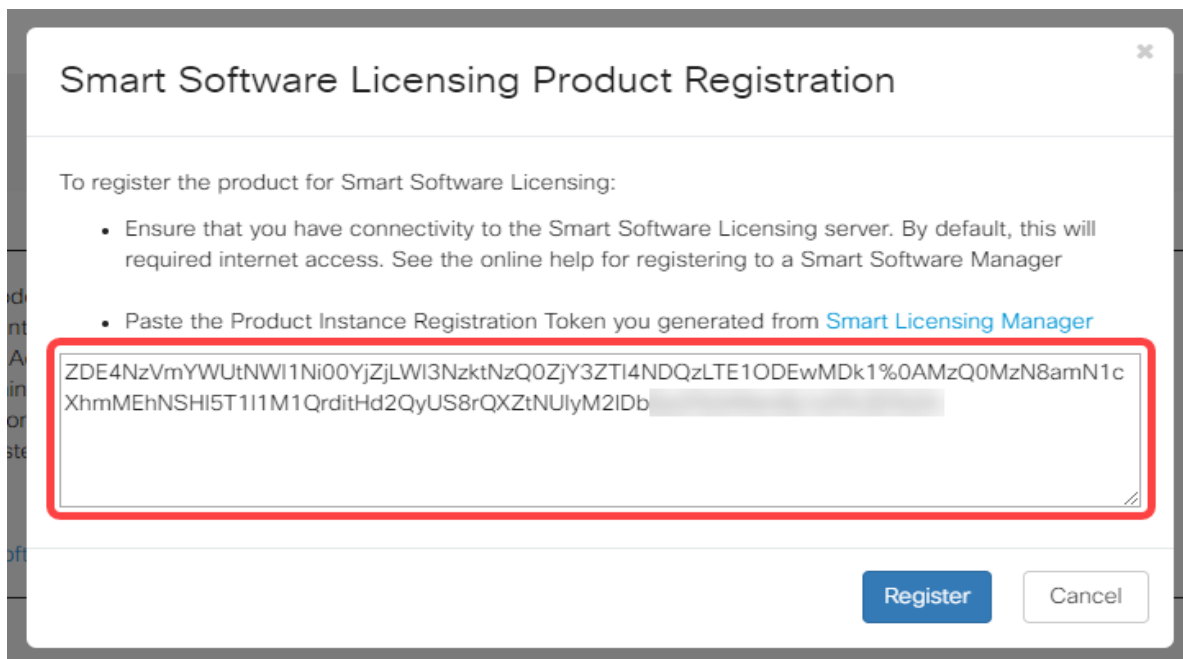 Smart Software Licensing Product Registration
To register the product for Smart Software Licensing:
• Ensure that you have connectivity to the Smart Software Licensing server. By default, this will
required internet access. See the online help for registering to a Smart Software Manager
• Paste the Product Instance Registration Token you generated from Smart Licensing Manager
ZDE4NzVmYWUtNWI1Ni00YjZjLWI3NzktNzQ0ZjY3ZTI4NDQzLTE1ODEwMDk1%0AMzQ0MzN8amN1c
XhmMEhNSHI5T1I1M1QrditHd2QyUS8rQXZtNUlyM2lDb
Register Cancel